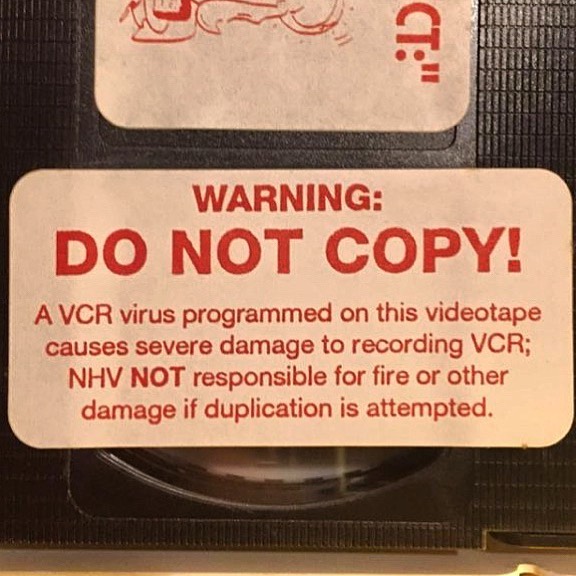 CT:"
WARNING:
DO NOT COPY!
A VCR virus programmed on this videotape
causes severe damage to recording VCR;
NHV NOT responsible for fire or other
damage if duplication is attempted.